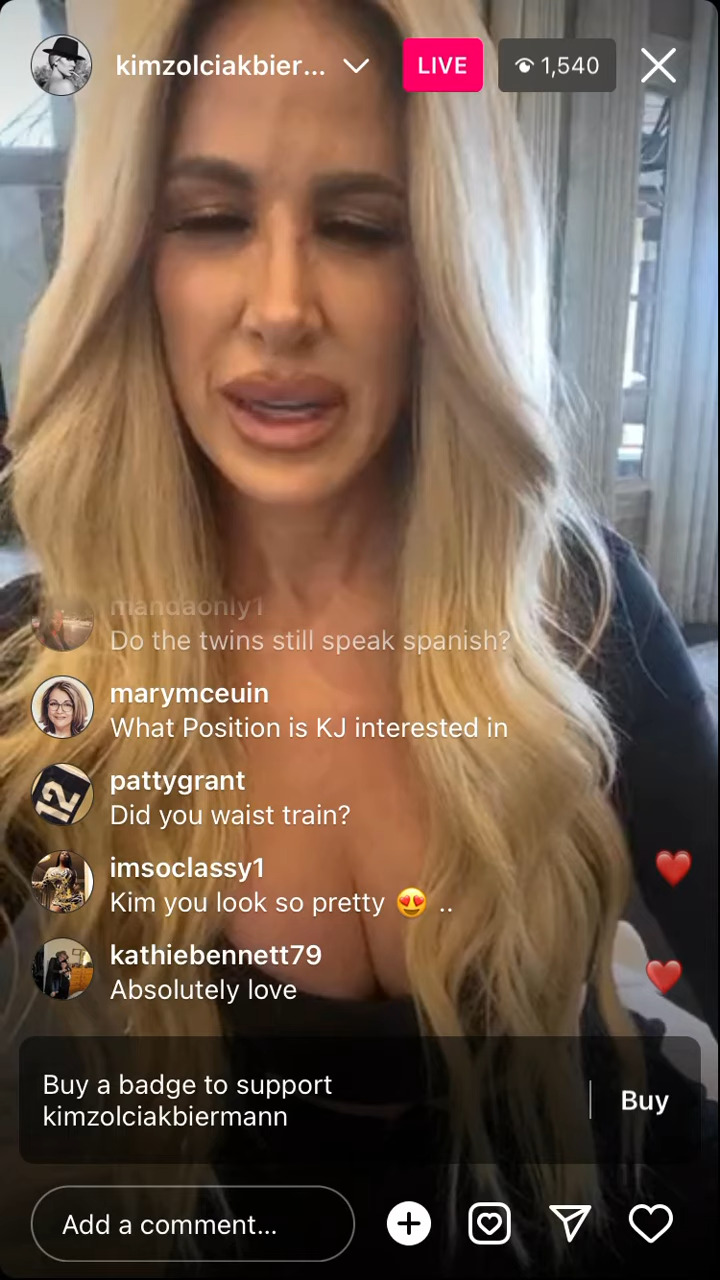 kimzolciakbier...
LIVE
1,540
mandaonly1
Do the twins still speak spanish?
marymceuin
What Position is KJ interested in
pattygrant
12
Did you waist train?
imsoclassy1
Kim you look so pretty 😍 ..
kathiebennett79
Absolutely love
Buy a badge to support
kimzolciakbiermann
Buy
Add a comment...